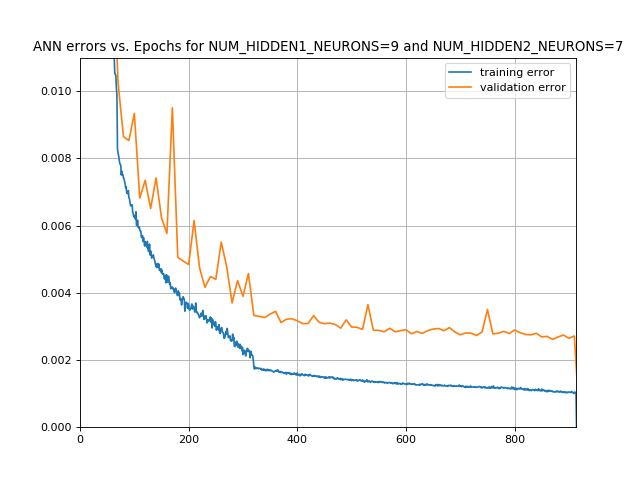 ANN errors vs. Epochs for NUM_HIDDEN1_NEURONS=9 and NUM_HIDDEN2_NEURONS=7
training error
validation error
0.010
0.008
0.006
0.004
0.002
0.000
0 200 400 600 800